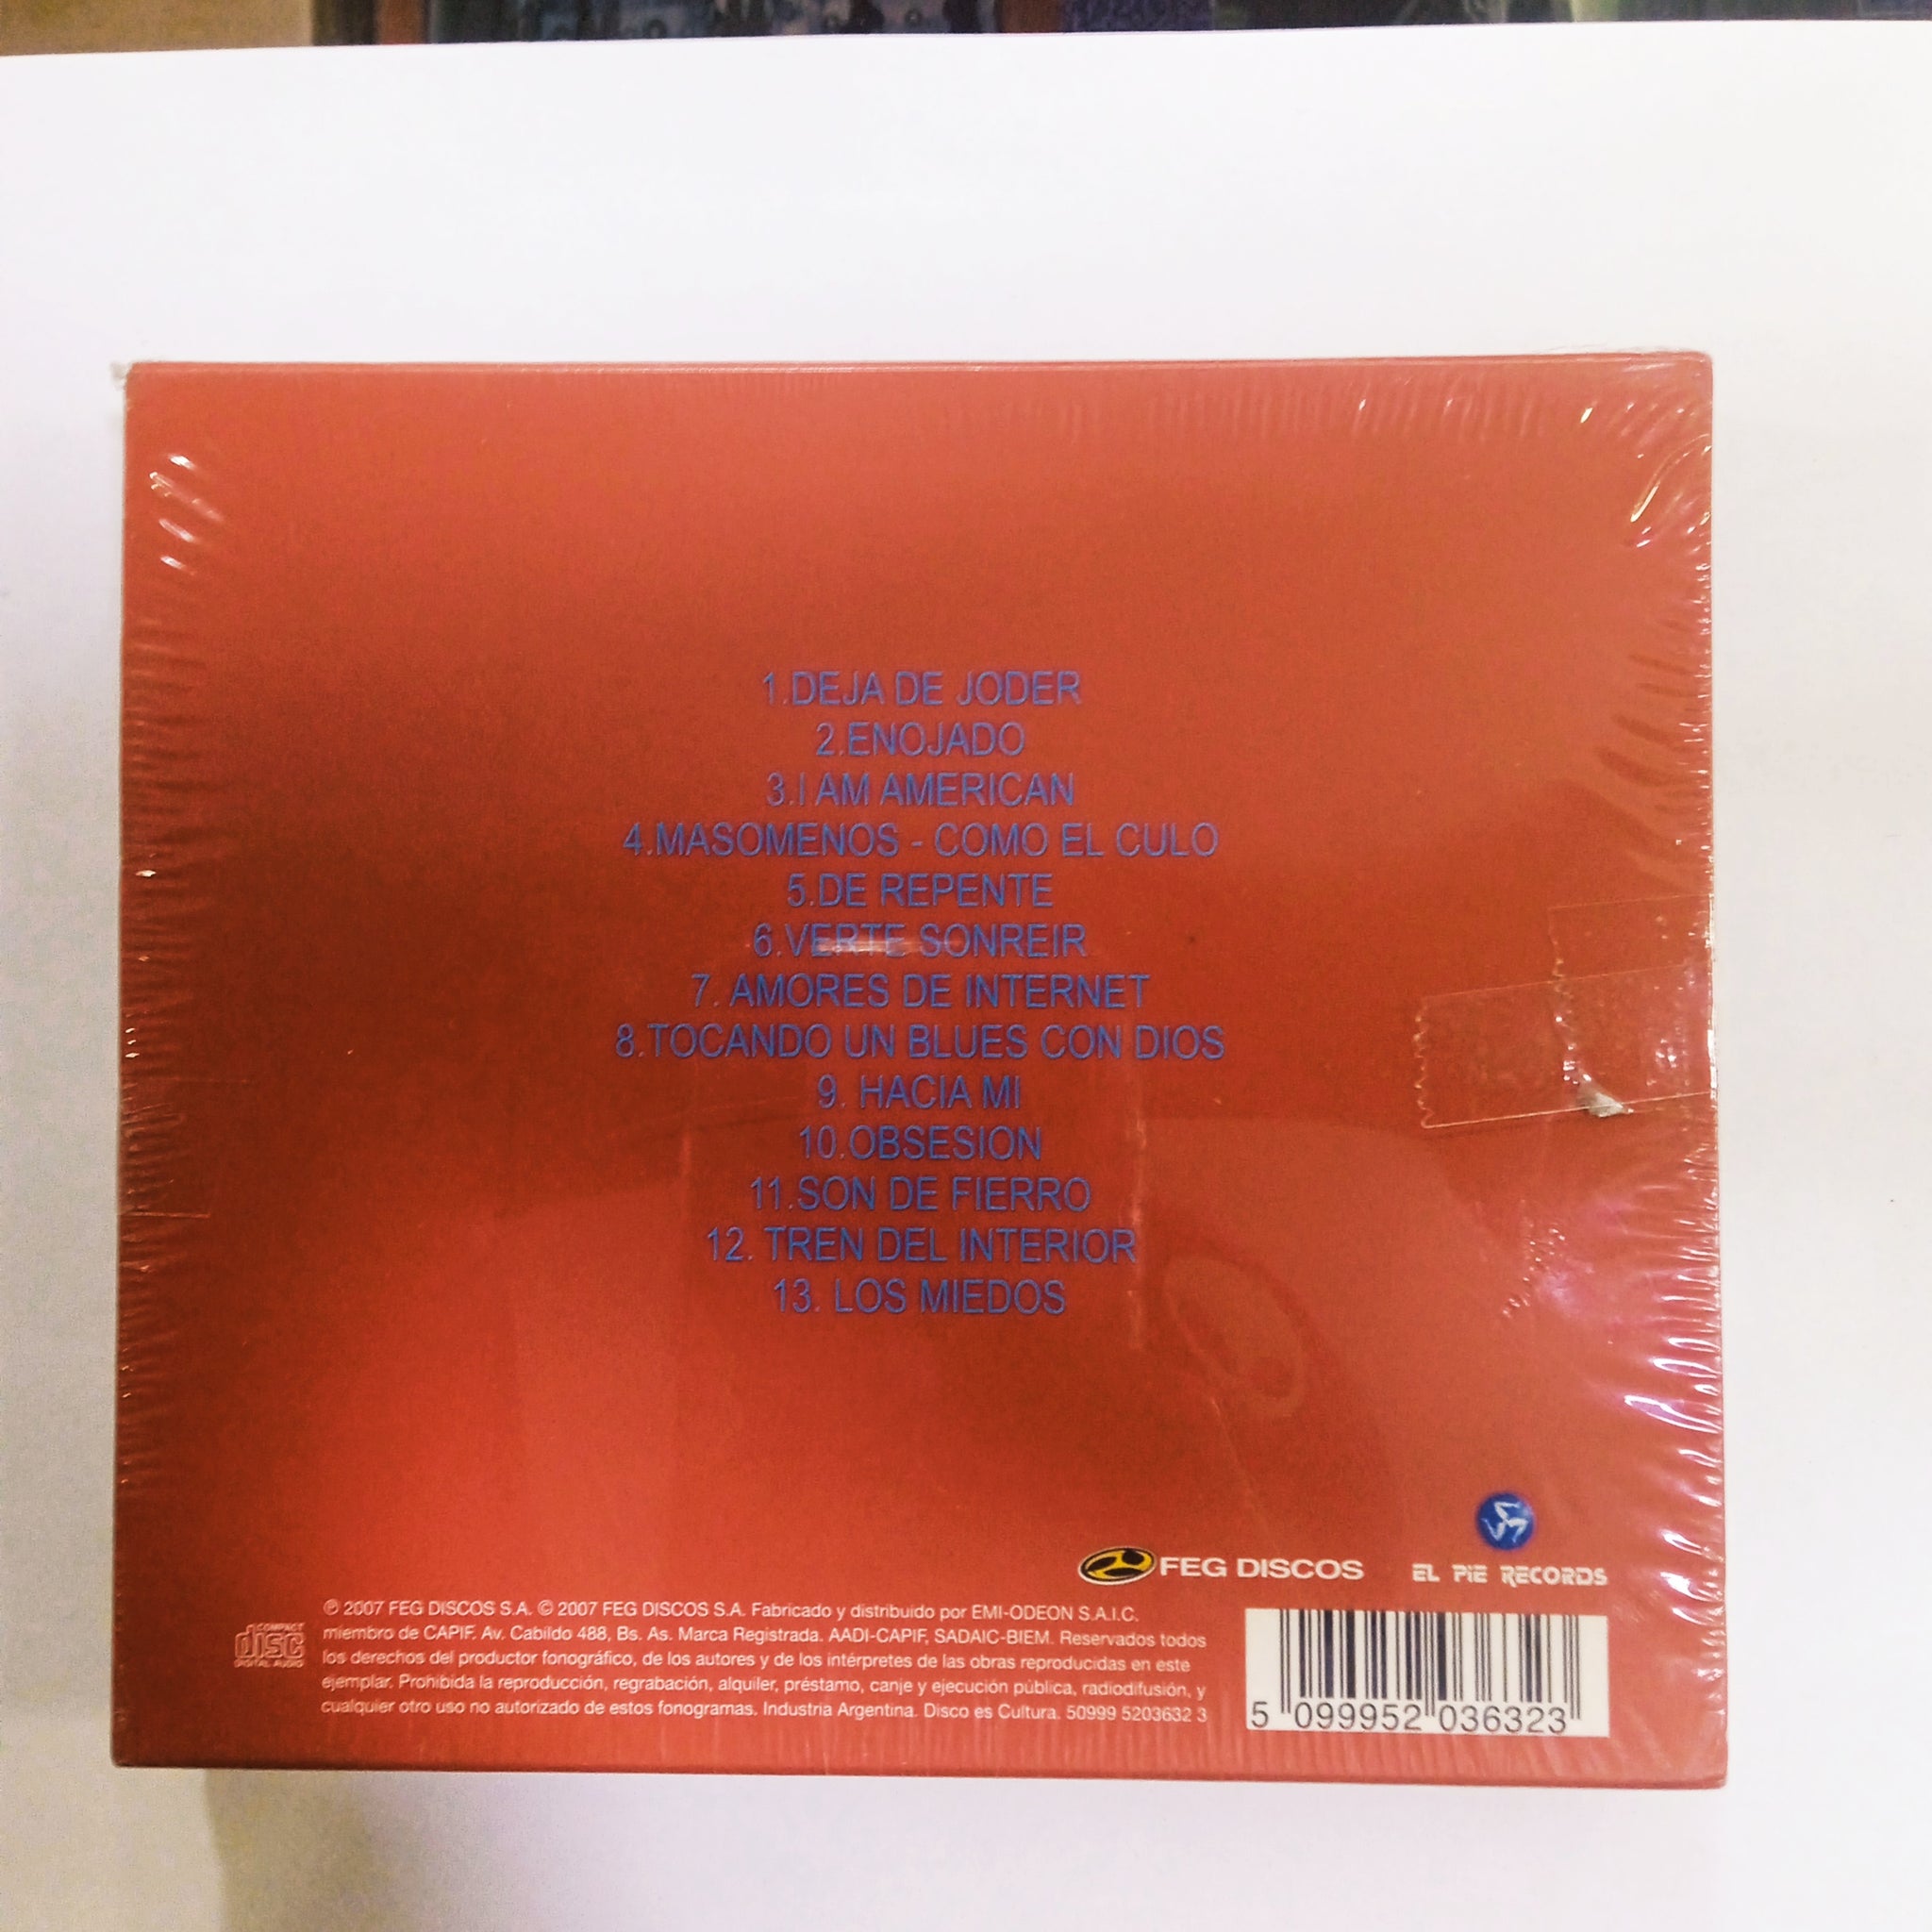 1.DEJA DE JODER
2.ENOJADO
3.I AM AMERICAN
4.MASOMENOS - COMO EL CULO
5.DE REPENTE
6.VERTE SONREIR
7. AMORES DE INTERNET
8.TOCANDO UN BLUES CON DIOS
9. HACIA MI
10.OBSESION
11.SON DE FIERRO
12. TREN DEL INTERIOR
13. LOS MIEDOS
FEG DISCOS
EL PIE RECORDS
COMPACT
disc
DIGITAL AUDIO
℗ 2007 FEG DISCOS S.A. © 2007 FEG DISCOS S.A. Fabricado y distribuido por EMI-ODEON S.A.I.C.
miembro de CAPIF. Av. Cabildo 488, Bs. As. Marca Registrada. AADI-CAPIF, SADAIC-BIEM. Reservados todos
los derechos del productor fonográfico, de los autores y de los intérpretes de las obras reproducidas en este
ejemplar. Prohibida la reproducción, regrabación, alquiler, préstamo, canje y ejecución pública, radiodifusión, y
cualquier otro uso no autorizado de estos fonogramas. Industria Argentina. Disco es Cultura. 50999 5203632 3
5 099952 036323